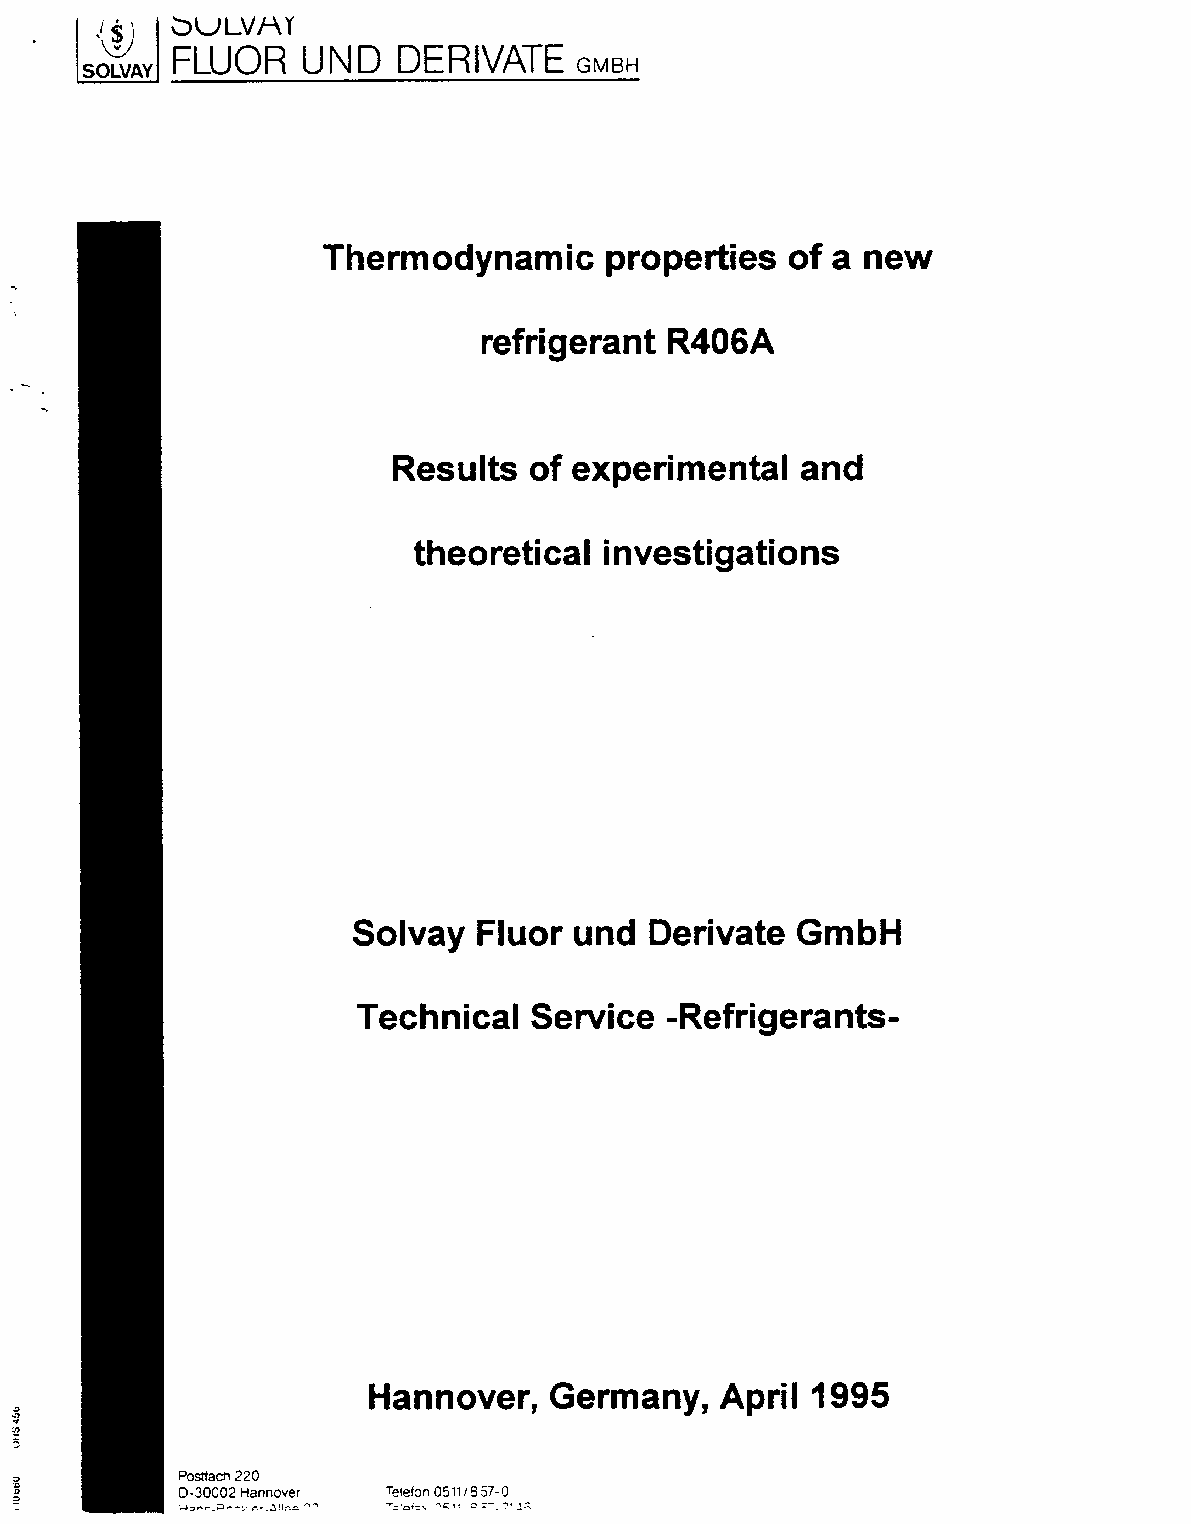 SOLVAY
FLUOR UND DERIVATE GMBH
SOLVAY
Thermodynamic properties of a new
refrigerant R406A
Results of experimental and
theoretical investigations
Solvay Fluor und Derivate GmbH
Technical Service -Refrigerants-
Hannover, Germany, April 1995
Postfach 220
D-30002 Hannover
Telefon 0511/857-0